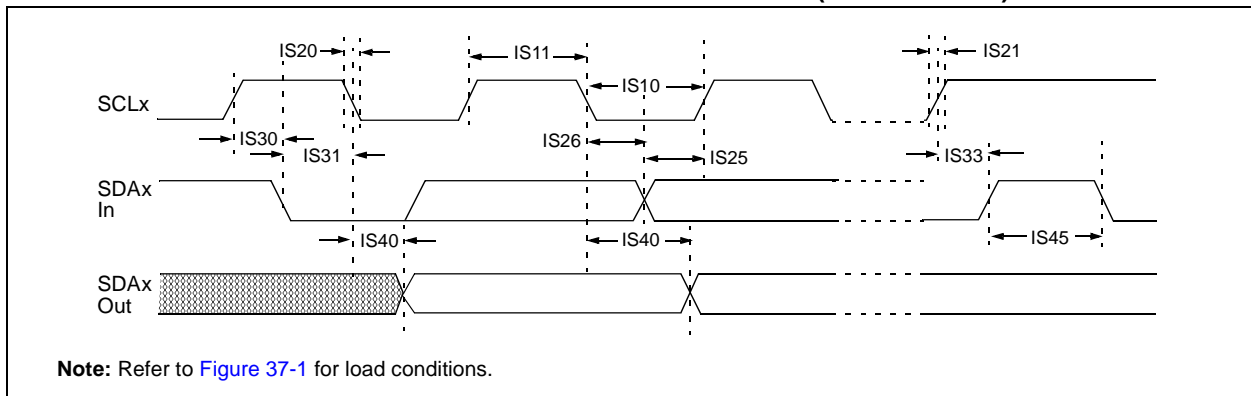 IS20
IS11
IS21
IS10
SCLx
IS30
IS26
IS31
IS25
IS33
SDAx
In
IS40
IS40
IS45
SDAx
Out
Note: Refer to Figure 37-1 for load conditions.